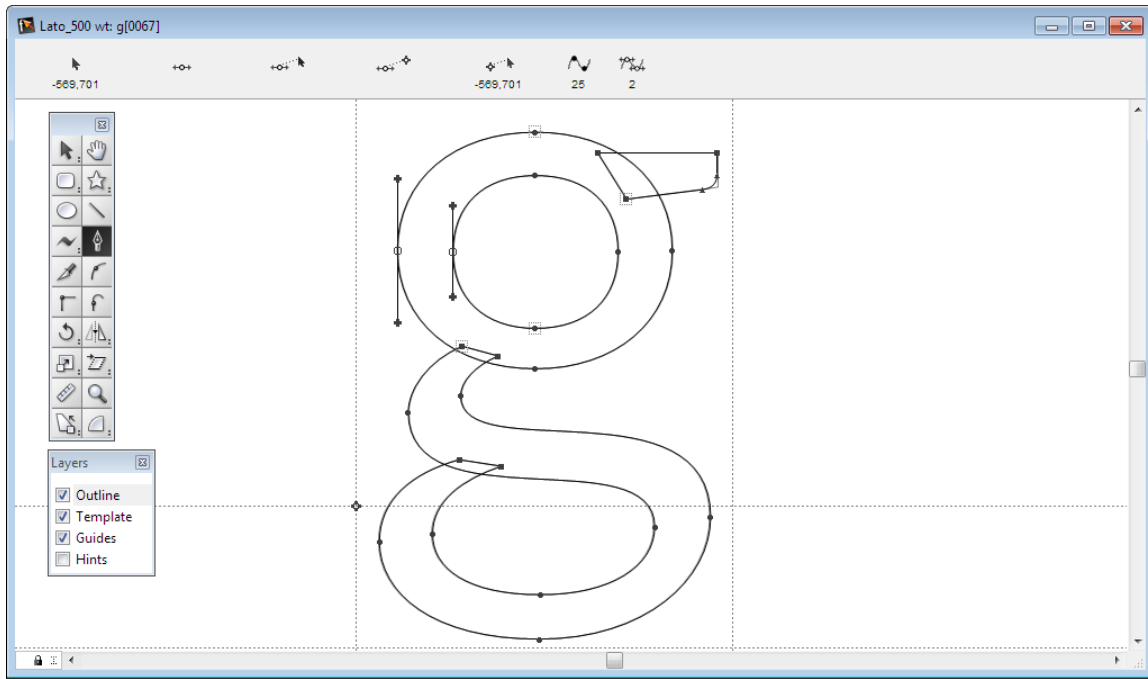 Lato_500 wt: g[0067]
-569,701
-569,701
25
2
Layers
Outline
Template
Guides
Hints
g